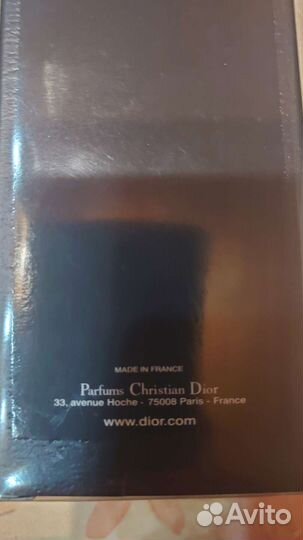 MADE IN FRANCE
Parfums Christian Dior
33, avenue Hoche - 75008 Paris - France
www.dior.com
Avito